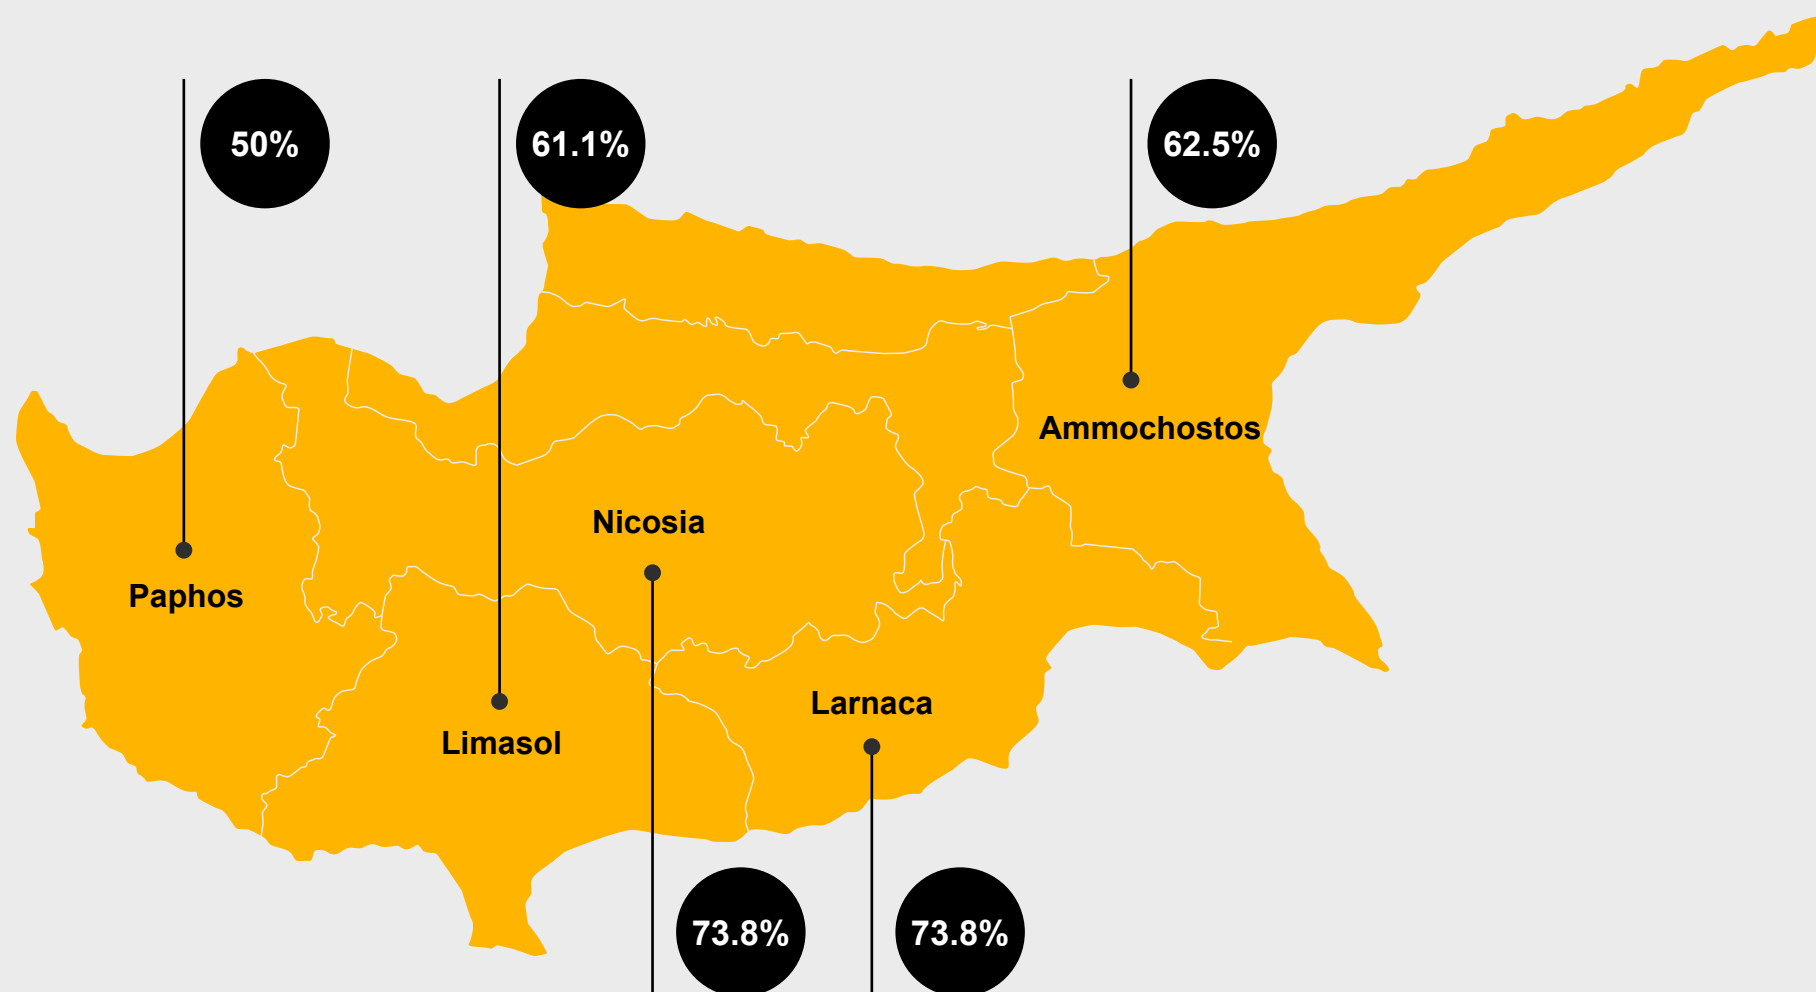 50%
61.1%
62.5%
Ammochostos
Nicosia
Paphos
Larnaca
Limasol
73.8%
73.8%